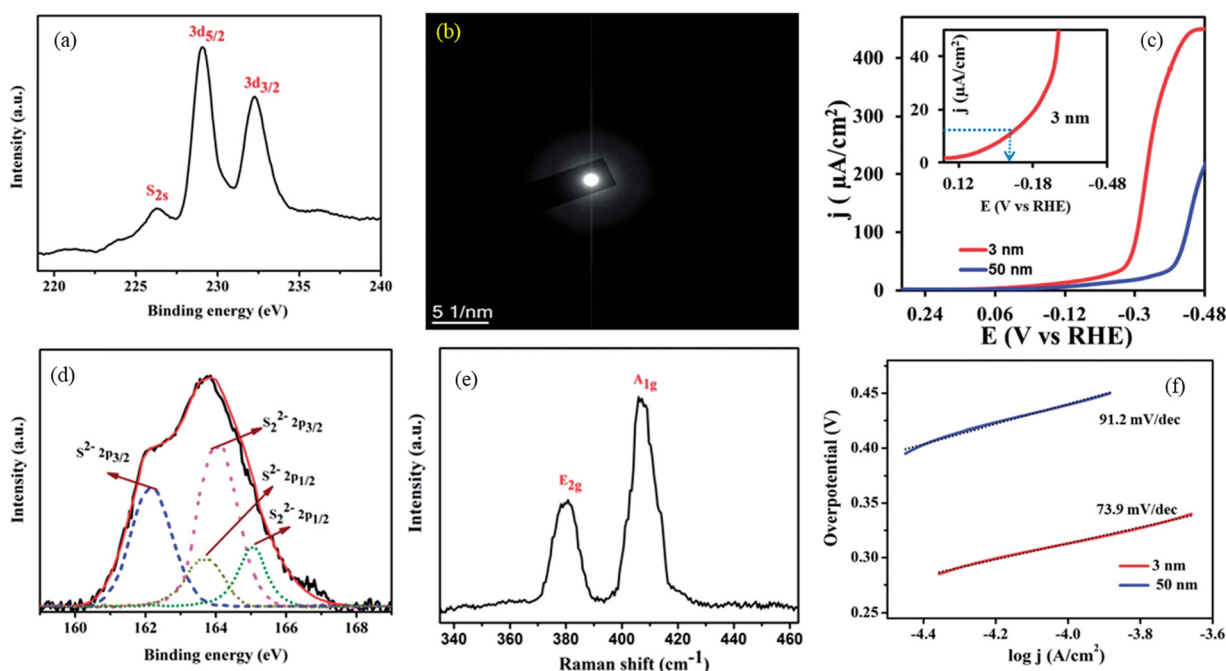 (a)
3d5/2
3d3/2
S2s
Intensity (a.u.)
220 225 230 235 240
Binding energy (eV)
(b)
5 1/nm
(c)
j (µA/cm²)
40
20
0
3 nm
0.12 -0.18 -0.48
E (V vs RHE)
j ( µA/cm²)
400
300
200
100
0
3 nm
50 nm
0.24 0.06 -0.12 -0.3 -0.48
E (V vs RHE)
(d)
S²⁻ 2p3/2
S₂²⁻ 2p3/2
S²⁻ 2p1/2
S₂²⁻ 2p1/2
Intensity (a.u.)
160 162 164 166 168
Binding energy (eV)
(e)
A1g
E2g
Intensity (a.u.)
340 360 380 400 420 440 460
Raman shift (cm⁻¹)
(f)
Overpotential (V)
0.45
0.40
0.35
0.30
0.25
91.2 mV/dec
73.9 mV/dec
3 nm
50 nm
-4.4 -4.2 -4.0 -3.8 -3.6
log j (A/cm²)